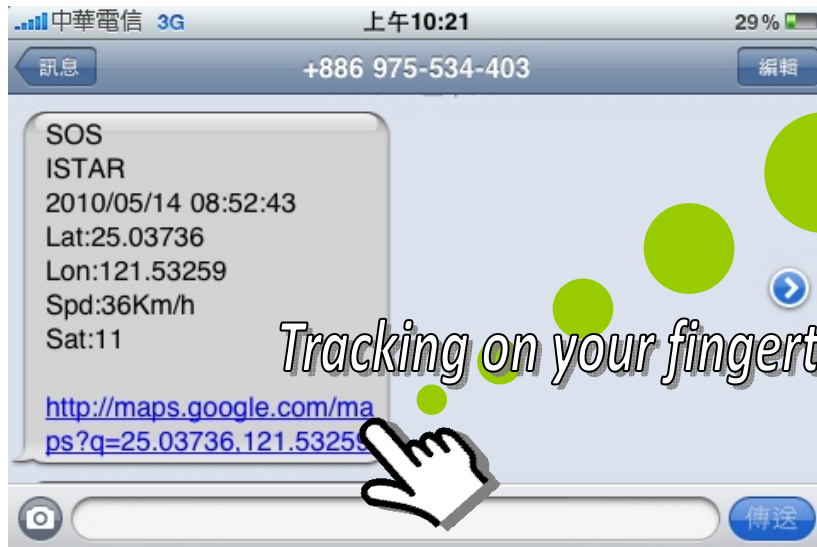 中華電信 3G 上午10:21 29%
訊息 +886 975-534-403 編輯
SOS
ISTAR
2010/05/14 08:52:43
Lat:25.03736
Lon:121.53259
Spd:36Km/h
Sat:11
Tracking on your fingert
http://maps.google.com/ma
ps?q=25.03736,121.53259
傳送